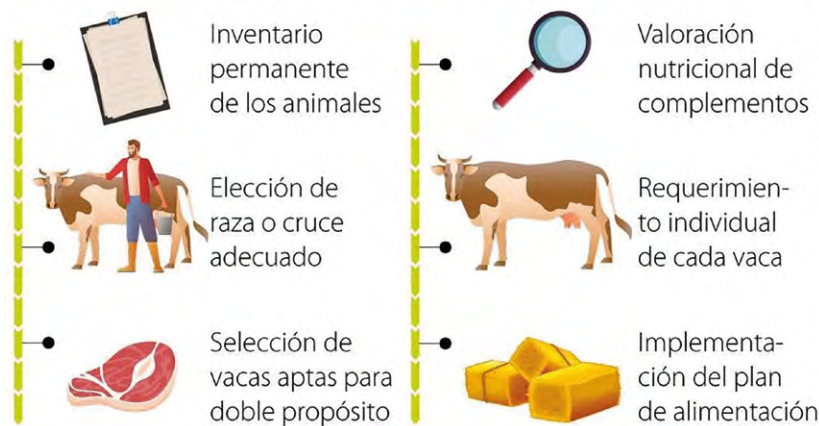 Inventario
permanente
de los animales
Elección de
raza o cruce
adecuado
Selección de
vacas aptas para
doble propósito
Valoración
nutricional de
complementos
Requerimien-
to individual
de cada vaca
Implementa-
ción del plan
de alimentación